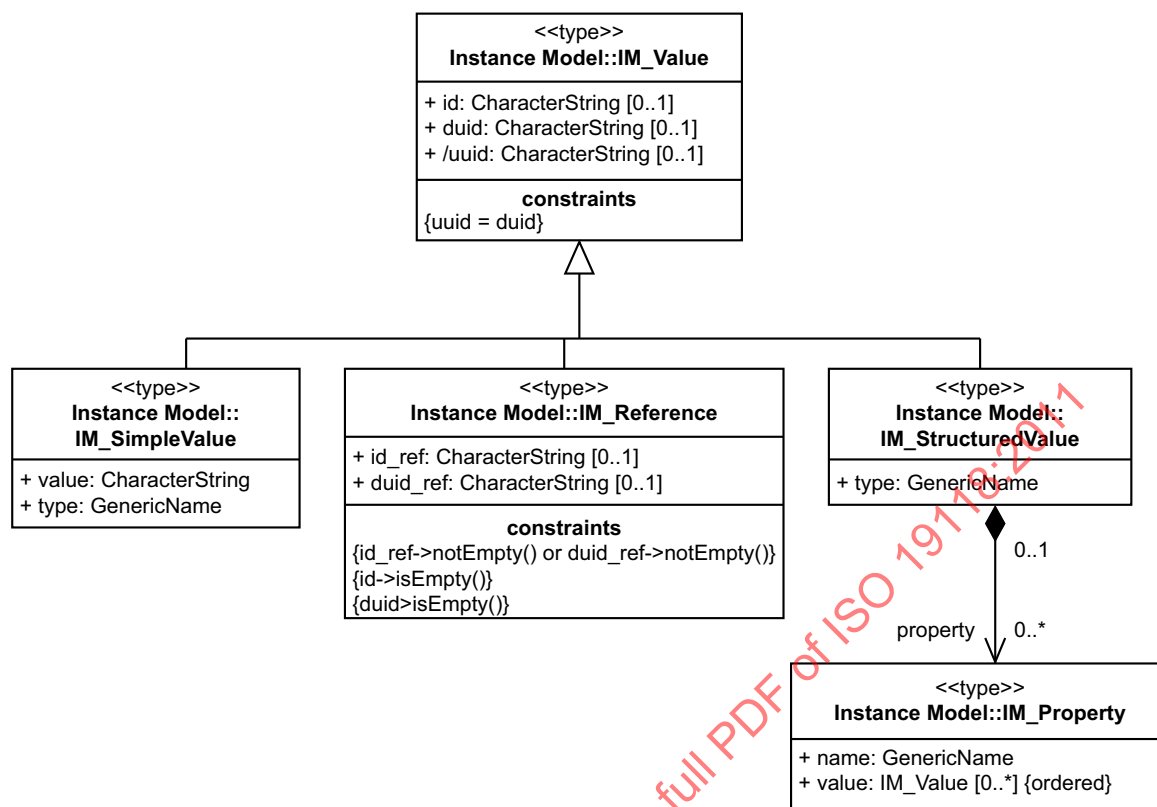 <<type>>
Instance Model::IM_Value
+ id: CharacterString [0..1]
+ duid: CharacterString [0..1]
+ /uuid: CharacterString [0..1]
constraints
{uuid = duid}
<<type>>
Instance Model::
IM_SimpleValue
+ value: CharacterString
+ type: GenericName
<<type>>
Instance Model::IM_Reference
+ id_ref: CharacterString [0..1]
+ duid_ref: CharacterString [0..1]
constraints
{id_ref->notEmpty() or duid_ref->notEmpty()}
{id->isEmpty()}
{duid>isEmpty()}
<<type>>
Instance Model::
IM_StructuredValue
+ type: GenericName
0..1
property
0..*
<<type>>
Instance Model::IM_Property
+ name: GenericName
+ value: IM_Value [0..*] {ordered}
full PDF of ISO 19118:2011